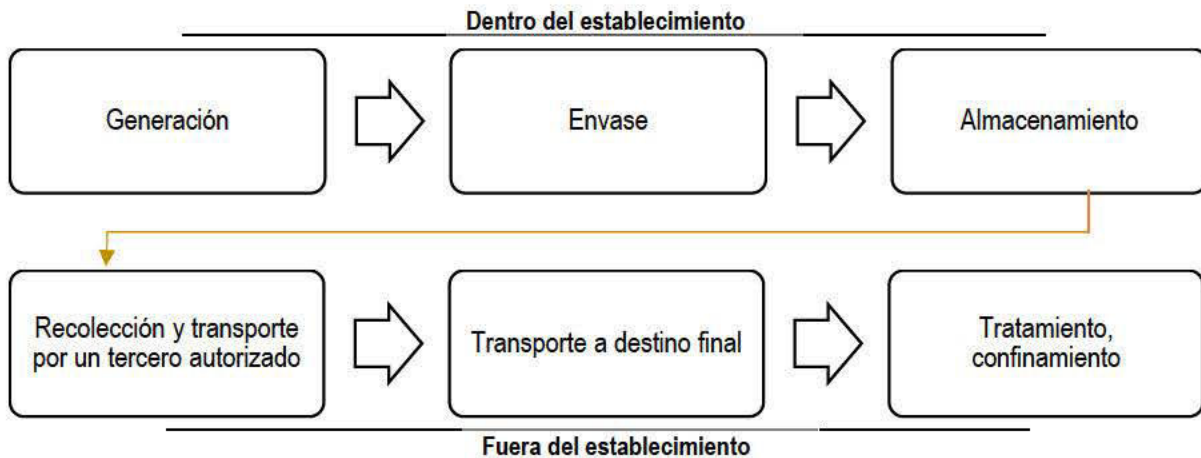 Dentro del establecimiento
Generación
Envase
Almacenamiento
Recolección y transporte
por un tercero autorizado
Transporte a destino final
Tratamiento,
confinamiento
Fuera del establecimiento